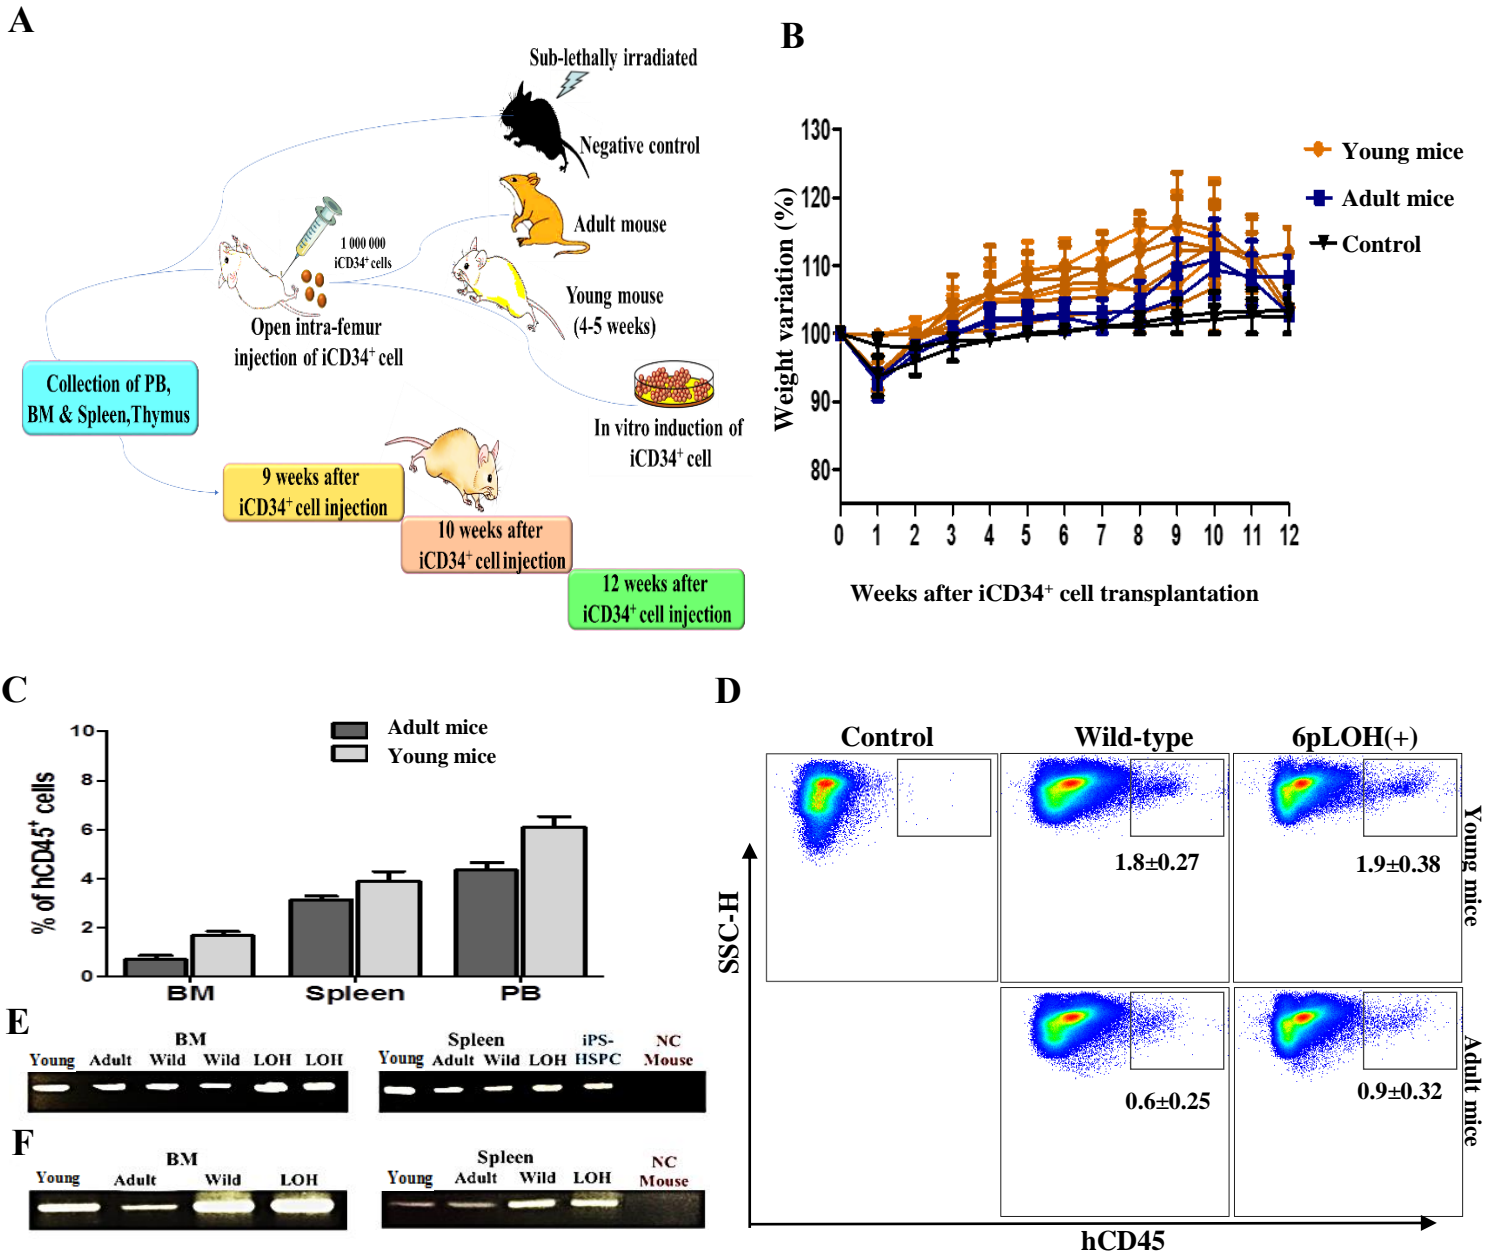 A
Sub-lethally irradiated
Negative control
Adult mouse
1 000 000
iCD34+ cells
Young mouse
(4-5 weeks)
Open intra-femur
injection of iCD34+ cell
Collection of PB,
BM & Spleen,Thymus
In vitro induction of
iCD34+ cell
9 weeks after
iCD34+ cell injection
10 weeks after
iCD34+ cell injection
12 weeks after
iCD34+ cell injection
B
Weight variation (%)
130
120
110
100
90
80
0 1 2 3 4 5 6 7 8 9 10 11 12
Weeks after iCD34+ cell transplantation
Young mice
Adult mice
Control
C
% of hCD45+ cells
10
8
6
4
2
0
Adult mice
Young mice
BM Spleen PB
D
Control Wild-type 6pLOH(+)
1.8±0.27 1.9±0.38
Young mice
0.6±0.25 0.9±0.32
Adult mice
SSC-H
hCD45
E
BM
Young Adult Wild Wild LOH LOH
Spleen iPS- NC
Young Adult Wild LOH HSPC Mouse
F
BM
Young Adult Wild LOH
Spleen NC
Young Adult Wild LOH Mouse